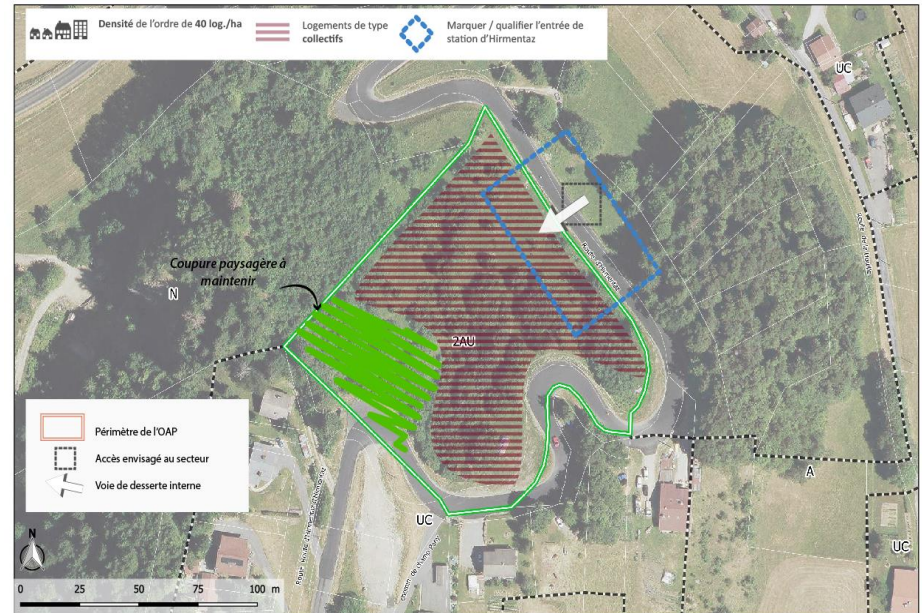 Densité de l'ordre de 40 log./ha
Logements de type
collectifs
Marquer / qualifier l'entrée de
station d'Hirmentaz
UC
Coupure paysagère à
maintenir
N
2AU
Périmètre de l'OAP
Accès envisagé au secteur
Voie de desserte interne
A
UC
UC
N
0 25 50 75 100 m